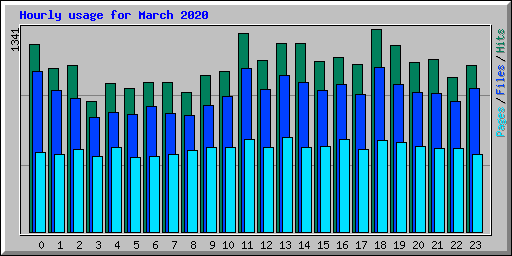 Hourly usage for March 2020
1341
Pages/Files/Hits
0 1 2 3 4 5 6 7 8 9 10 11 12 13 14 15 16 17 18 19 20 21 22 23